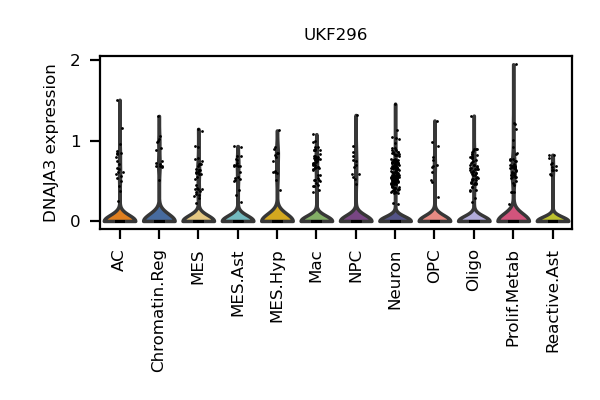 UKF296
DNAJA3 expression
2
1
0
AC
Chromatin.Reg
MES
MES.Ast
MES.Hyp
Mac
NPC
Neuron
OPC
Oligo
Prolif.Metab
Reactive.Ast